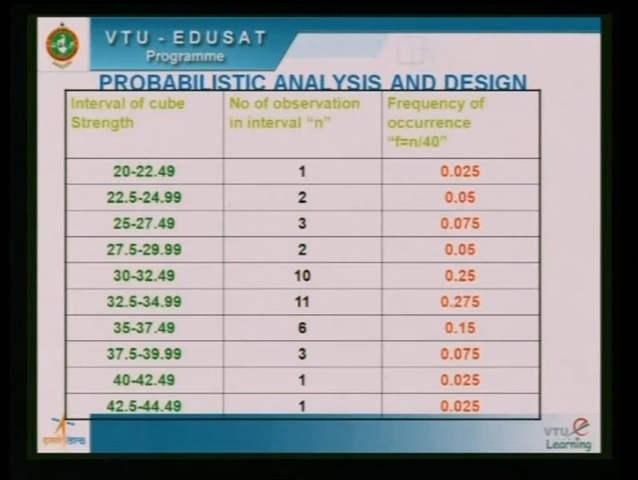 VTU - EDUSAT
Programme
PROBABILISTIC ANALYSIS AND DESIGN
Interval of cube Strength No of observation in interval "n" Frequency of occurrence "f=n/40"
20-22.49 1 0.025
22.5-24.99 2 0.05
25-27.49 3 0.075
27.5-29.99 2 0.05
30-32.49 10 0.25
32.5-34.99 11 0.275
35-37.49 6 0.15
37.5-39.99 3 0.075
40-42.49 1 0.025
42.5-44.49 1 0.025
VTU e
Learning